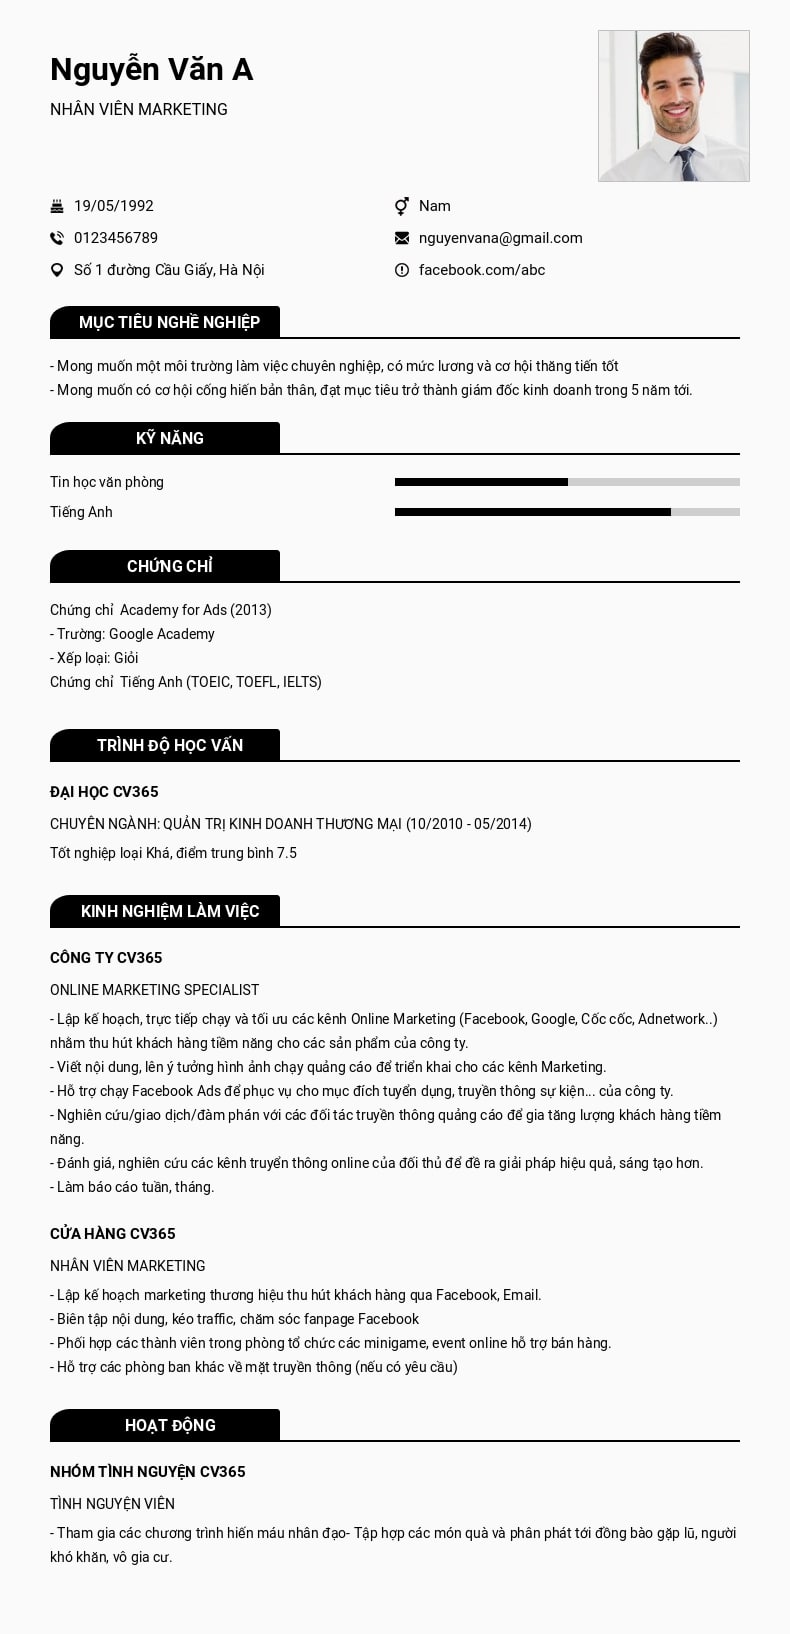 Nguyễn Văn A
NHÂN VIÊN MARKETING
19/05/1992
Nam
0123456789
nguyenvana@gmail.com
Số 1 đường Cầu Giấy, Hà Nội
facebook.com/abc
MỤC TIÊU NGHỀ NGHIỆP
- Mong muốn một môi trường làm việc chuyên nghiệp, có mức lương và cơ hội thăng tiến tốt
- Mong muốn có cơ hội cống hiến bản thân, đạt mục tiêu trở thành giám đốc kinh doanh trong 5 năm tới.
KỸ NĂNG
Tin học văn phòng
Tiếng Anh
CHỨNG CHỈ
Chứng chỉ  Academy for Ads (2013)
- Trường: Google Academy
- Xếp loại: Giỏi
Chứng chỉ  Tiếng Anh (TOEIC, TOEFL, IELTS)
TRÌNH ĐỘ HỌC VẤN
ĐẠI HỌC CV365
CHUYÊN NGÀNH: QUẢN TRỊ KINH DOANH THƯƠNG MẠI (10/2010 - 05/2014)
Tốt nghiệp loại Khá, điểm trung bình 7.5
KINH NGHIỆM LÀM VIỆC
CÔNG TY CV365
ONLINE MARKETING SPECIALIST
- Lập kế hoạch, trực tiếp chạy và tối ưu các kênh Online Marketing (Facebook, Google, Cốc cốc, Adnetwork..)
nhằm thu hút khách hàng tiềm năng cho các sản phẩm của công ty.
- Viết nội dung, lên ý tưởng hình ảnh chạy quảng cáo để triển khai cho các kênh Marketing.
- Hỗ trợ chạy Facebook Ads để phục vụ cho mục đích tuyển dụng, truyền thông sự kiện... của công ty.
- Nghiên cứu/giao dịch/đàm phán với các đối tác truyền thông quảng cáo để gia tăng lượng khách hàng tiềm
năng.
- Đánh giá, nghiên cứu các kênh truyển thông online của đối thủ để đề ra giải pháp hiệu quả, sáng tạo hơn.
- Làm báo cáo tuần, tháng.
CỬA HÀNG CV365
NHÂN VIÊN MARKETING
- Lập kế hoạch marketing thương hiệu thu hút khách hàng qua Facebook, Email.
- Biên tập nội dung, kéo traffic, chăm sóc fanpage Facebook
- Phối hợp các thành viên trong phòng tổ chức các minigame, event online hỗ trợ bán hàng.
- Hỗ trợ các phòng ban khác về mặt truyền thông (nếu có yêu cầu)
HOẠT ĐỘNG
NHÓM TÌNH NGUYỆN CV365
TÌNH NGUYỆN VIÊN
- Tham gia các chương trình hiến máu nhân đạo- Tập hợp các món quà và phân phát tới đồng bào gặp lũ, người
khó khăn, vô gia cư.